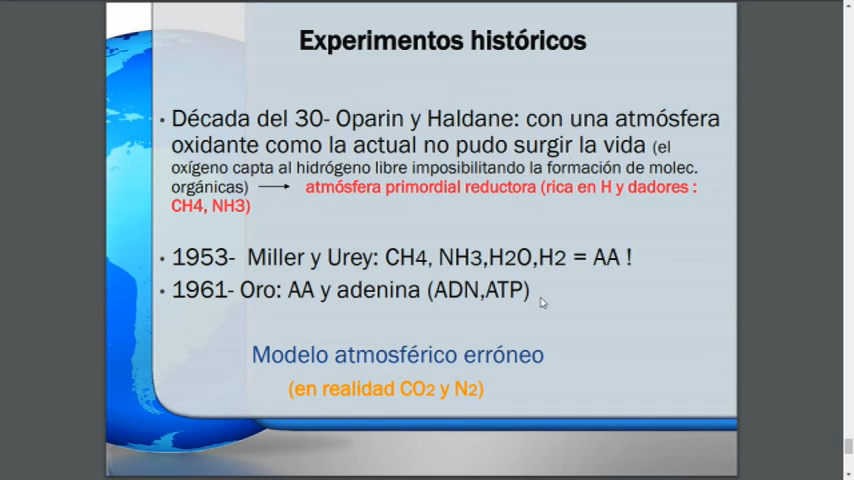 Experimentos históricos
• Década del 30- Oparin y Haldane: con una atmósfera
oxidante como la actual no pudo surgir la vida (el
oxígeno capta al hidrógeno libre imposibilitando la formación de molec.
orgánicas) → atmósfera primordial reductora (rica en H y dadores :
CH4, NH3)
• 1953- Miller y Urey: CH4, NH3,H2O,H2 = AA !
• 1961- Oro: AA y adenina (ADN,ATP)
Modelo atmosférico erróneo
(en realidad CO2 y N2)